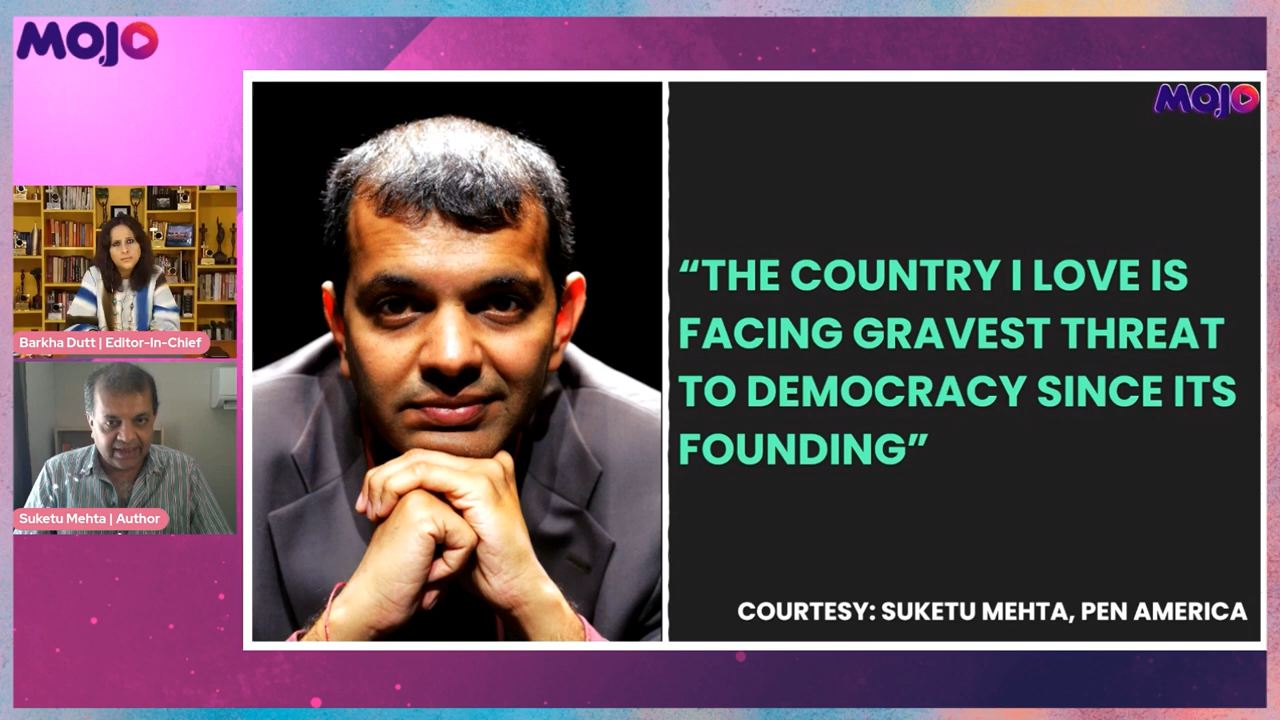 MOJO
MOJO
Barkha Dutt | Editor-In-Chief
Suketu Mehta | Author
“THE COUNTRY I LOVE IS
FACING GRAVEST THREAT
TO DEMOCRACY SINCE ITS
FOUNDING”
COURTESY: SUKETU MEHTA, PEN AMERICA